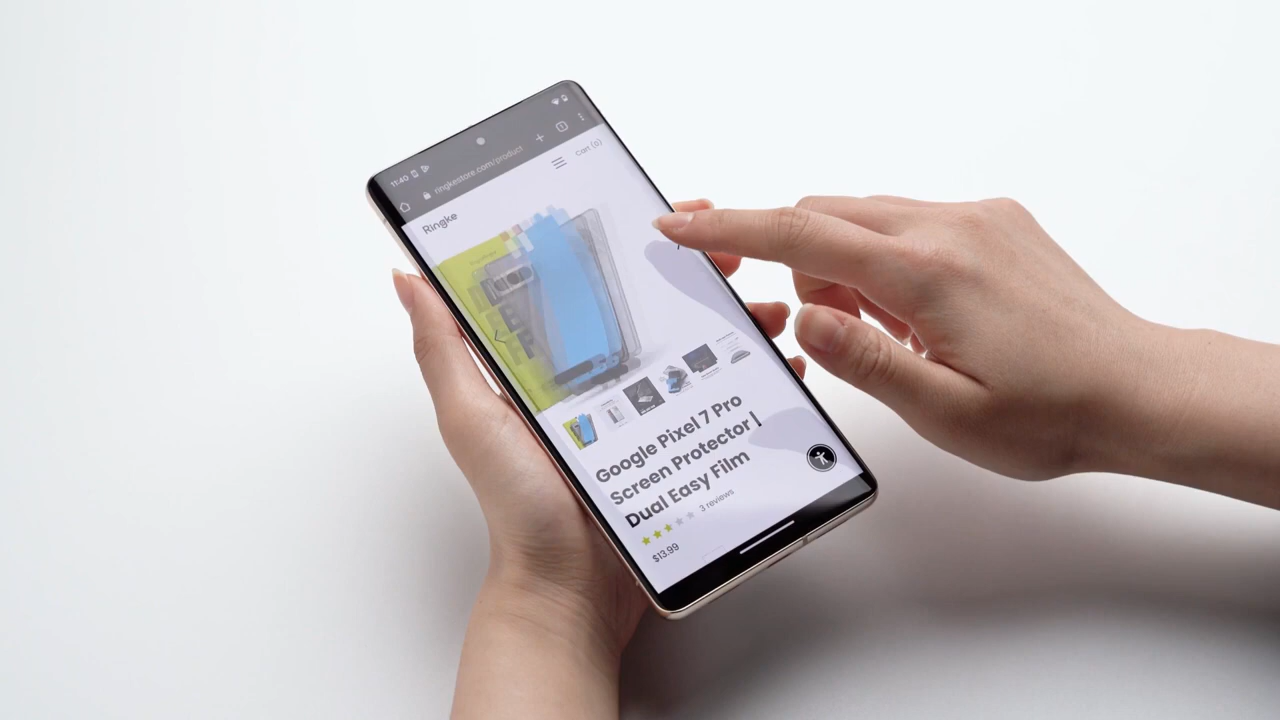 11:40
ringkestore.com/product
Cart (0)
Ringke
Google Pixel 7 Pro
Screen Protector |
Dual Easy Film
3 reviews
$13.99